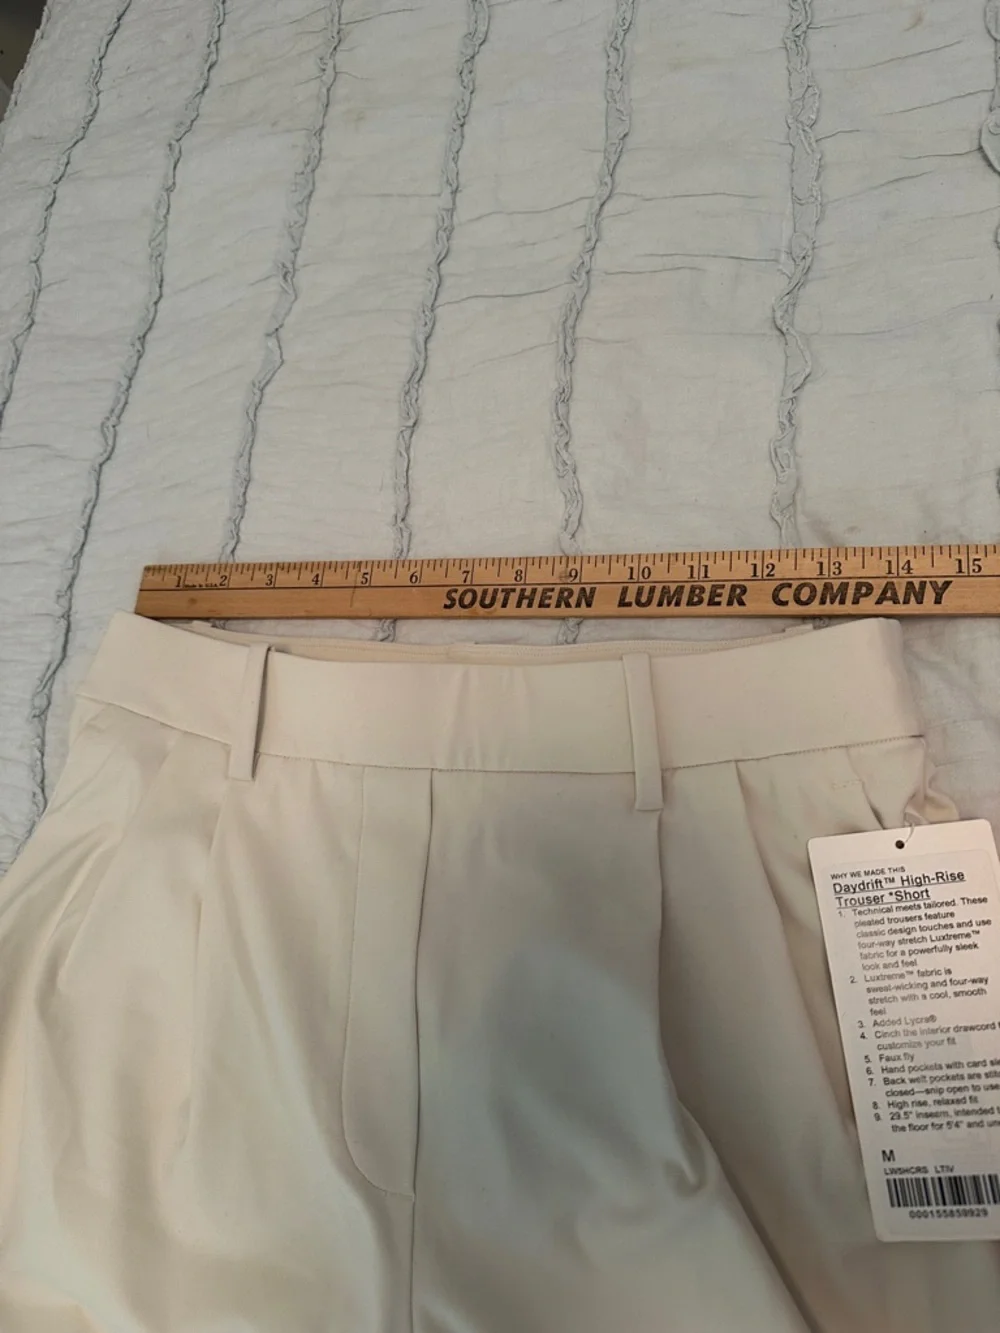 1 2 3 4 5 6 7 8 9 10 11 12 13 14 15
SOUTHERN LUMBER COMPANY
WHY WE MADE THIS
Daydrift™ High-Rise
Trouser *Short
1. Technical meets tailored. These
pleated trousers feature
classic design touches and use
four-way stretch Luxtreme™
fabric for a powerfully sleek
look and feel
2. Luxtreme™ fabric is
sweat-wicking and four-way
stretch with a cool, smooth
feel
3. Added Lycra®
4. Cinch the interior drawcord
customize your fit
5. Faux fly
6. Hand pockets with card
7. Back welt pockets are
closed—snip open to use
8. High rise, relaxed fit
9. 29.5" inseam, intended
the floor for 5'4" and
M
LW5HCRS LTIV
000155859929